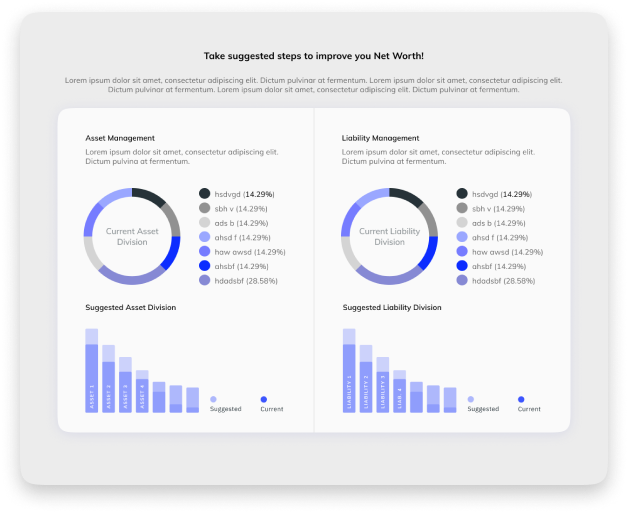 Take suggested steps to improve you Net Worth!
Lorem ipsum dolor sit amet, consectetur adipiscing elit. Dictum pulvinar at fermentum. Lorem ipsum dolor sit amet, consectetur adipiscing elit.
Dictum pulvinar at fermentum. Lorem ipsum dolor sit amet, consectetur adipiscing elit. Dictum pulvinar at fermentum.
Asset Management
Lorem ipsum dolor sit amet, consectetur adipiscing elit.
Dictum pulvina at fermentum.
Current Asset
Division
hsdvgd (14.29%)
sbh v (14.29%)
ads b (14.29%)
ahsd f (14.29%)
haw awsd (14.29%)
ahsbf (14.29%)
hdadsbf (28.58%)
Suggested Asset Division
ASSET 1
ASSET 2
ASSET 3
ASSET 4
Suggested
Current
Liability Management
Lorem ipsum dolor sit amet, consectetur adipiscing elit.
Dictum pulvina at fermentum.
Current Liability
Division
hsdvgd (14.29%)
sbh v (14.29%)
ads b (14.29%)
ahsd f (14.29%)
haw awsd (14.29%)
ahsbf (14.29%)
hdadsbf (28.58%)
Suggested Liability Division
LIABILITY 1
LIABILITY 2
LIABILITY 3
LIAB. 4
Suggested
Current